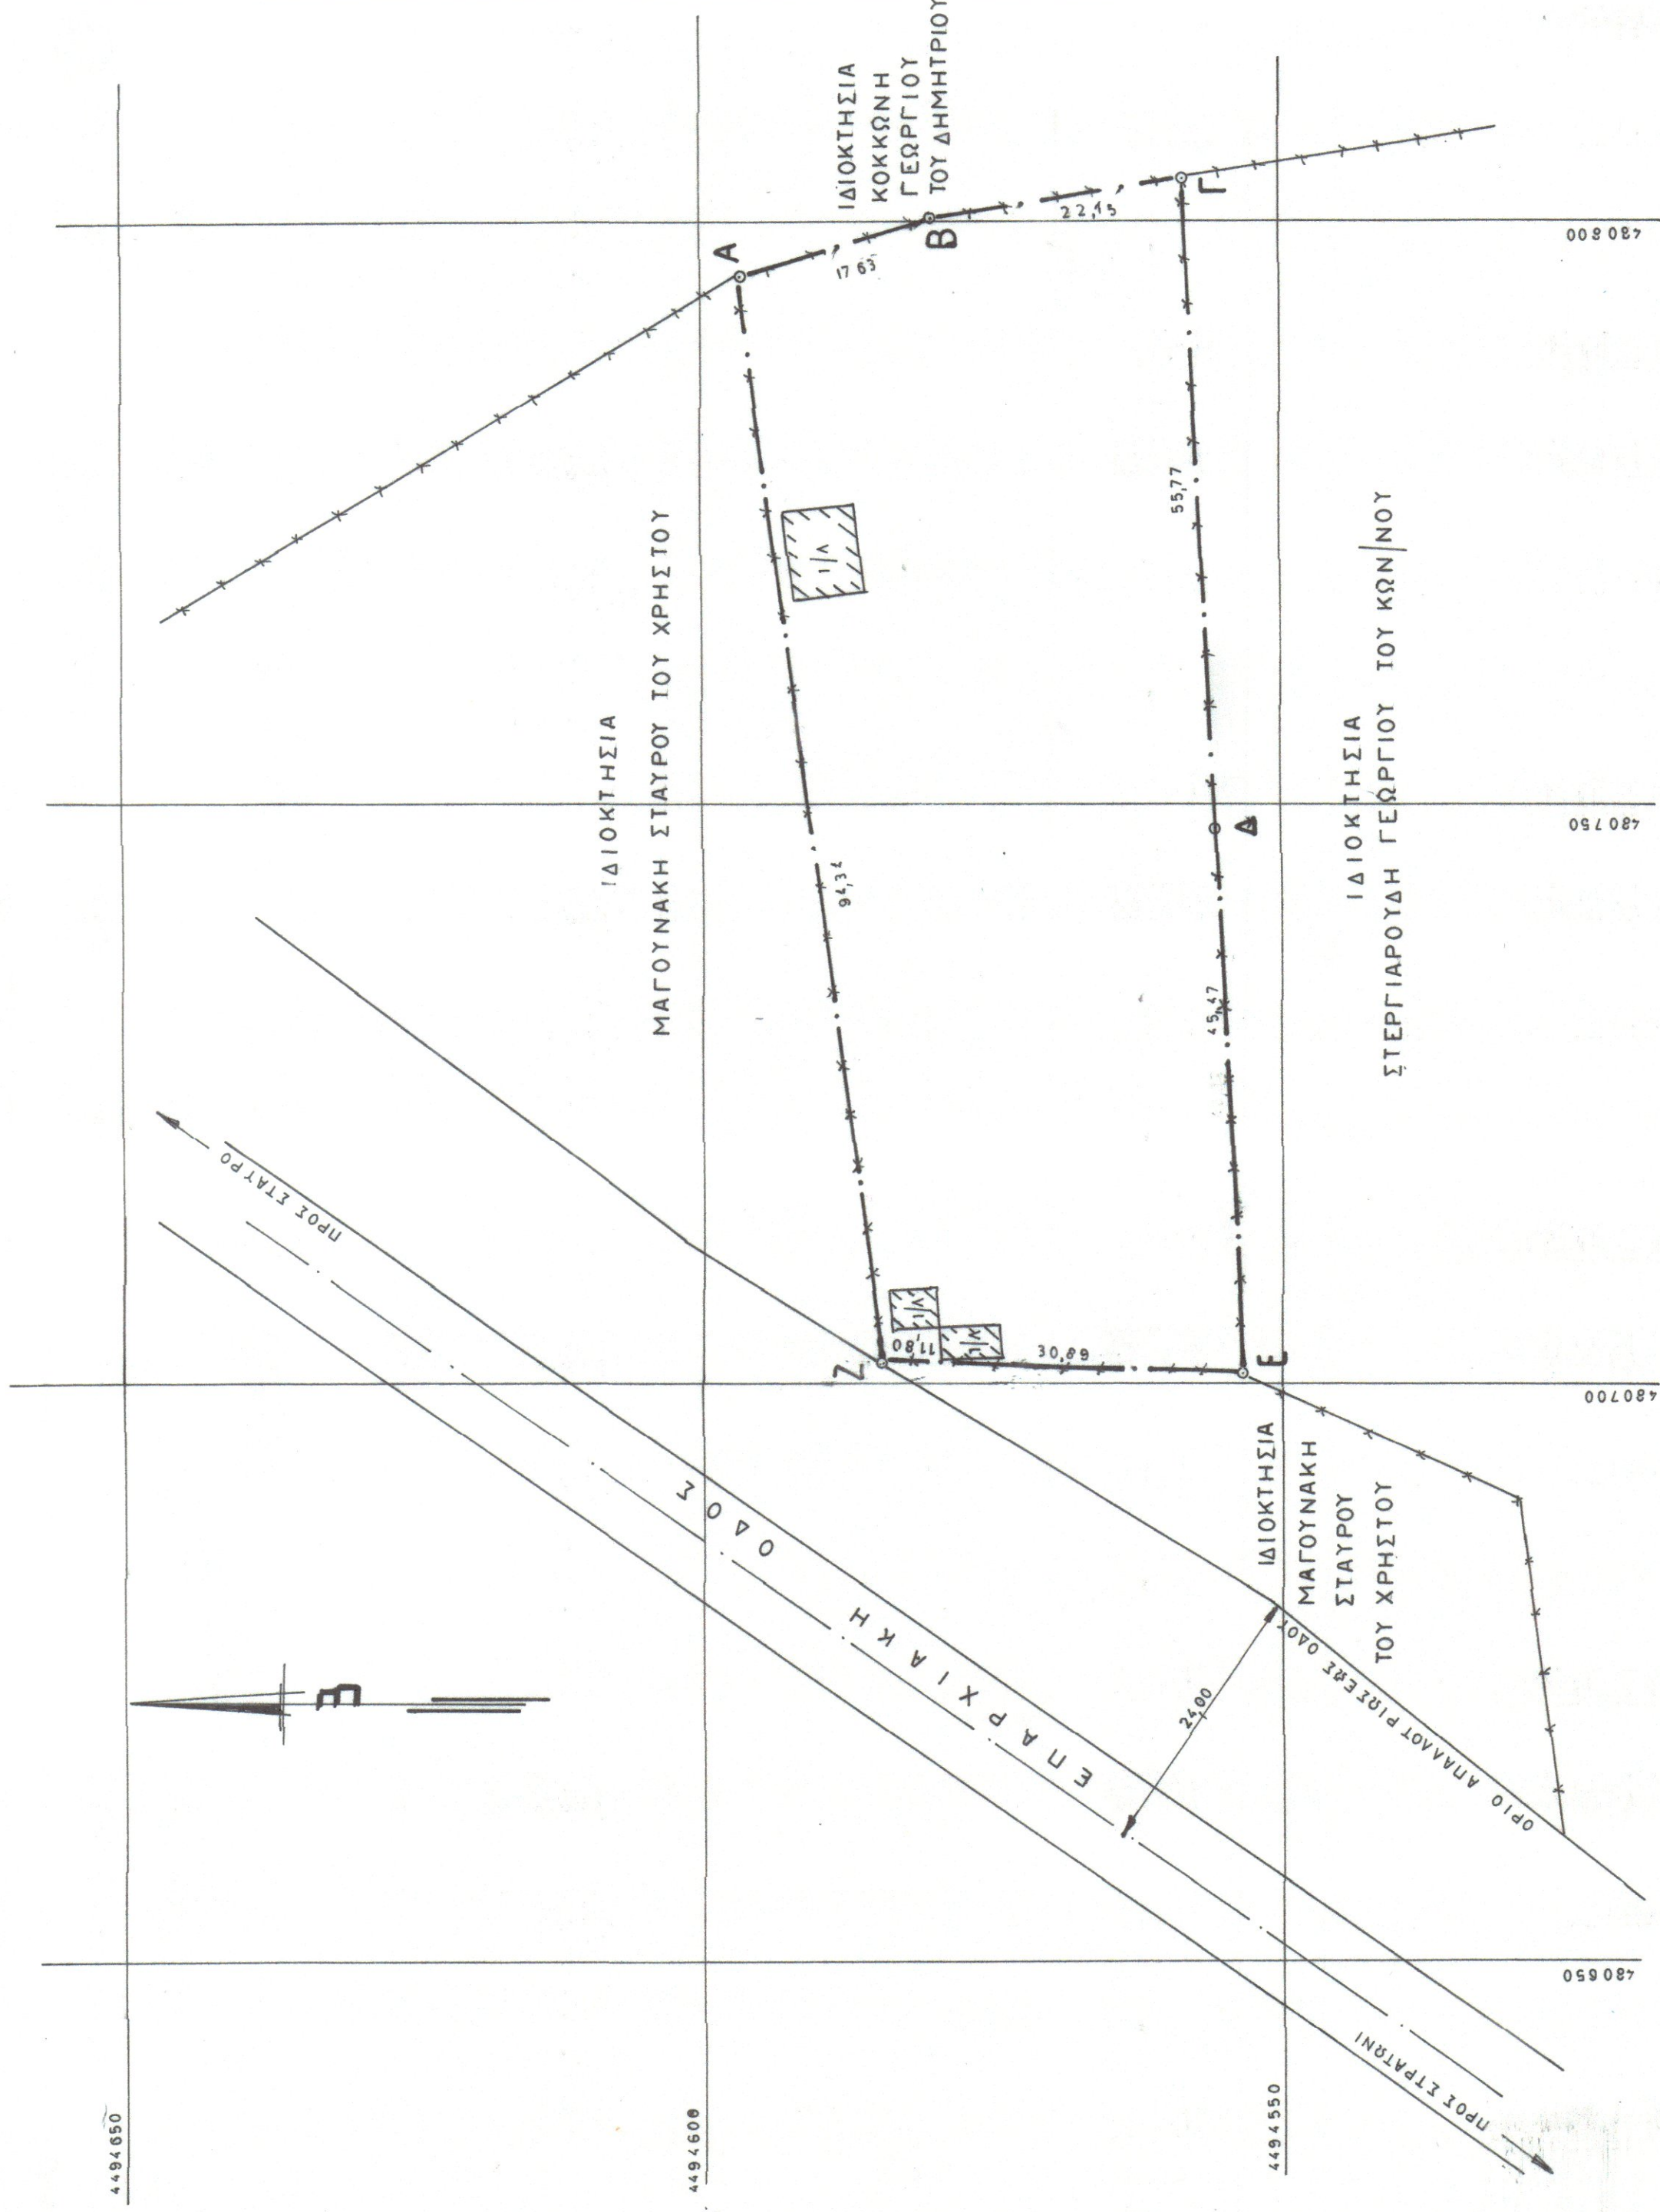 4494650
4494600
4494550
480650
480700
480750
480800
Β
ΠΡΟΣ ΣΤΑΥΡΟ
ΕΠΑΡΧΙΑΚΗ ΟΔΟΣ
ΠΡΟΣ ΣΤΡΑΤΩΝΙ
24,00
ΟΡΙΟ ΑΠΑΛΛΟΤΡΙΩΣΕΩΣ ΟΔΟΥ
ΙΔΙΟΚΤΗΣΙΑ
ΜΑΓΟΥΝΑΚΗ ΣΤΑΥΡΟΥ ΤΟΥ ΧΡΗΣΤΟΥ
ΙΔΙΟΚΤΗΣΙΑ
ΚΟΚΚΩΝΗ
ΓΕΩΡΓΙΟΥ
ΤΟΥ ΔΗΜΗΤΡΙΟΥ
ΙΔΙΟΚΤΗΣΙΑ
ΣΤΕΡΓΙΑΡΟΥΔΗ ΓΕΩΡΓΙΟΥ ΤΟΥ ΚΩΝ/ΝΟΥ
ΙΔΙΟΚΤΗΣΙΑ
ΜΑΓΟΥΝΑΚΗ
ΣΤΑΥΡΟΥ
ΤΟΥ ΧΡΗΣΤΟΥ
Α
17 63
Β
22,15
Γ
55,77
Δ
45,47
Ε
30,89
11,80
Ζ
94,34
Ι/Λ
Ι/Λ
Ι/Λ